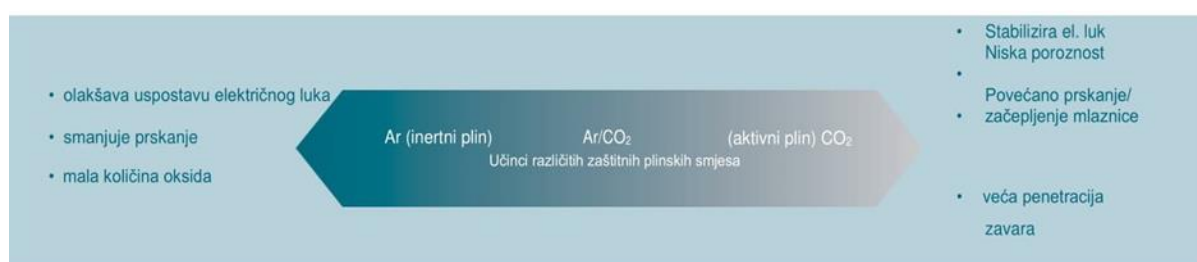 • olakšava uspostavu električnog luka
• smanjuje prskanje
• mala količina oksida
Ar (inertni plin) Ar/CO₂ (aktivni plin) CO₂
Učinci različitih zaštitnih plinskih smjesa
• Stabilizira el. luk
Niska poroznost
•
Povećano prskanje/
• začepljenje mlaznice
• veća penetracija
zavara